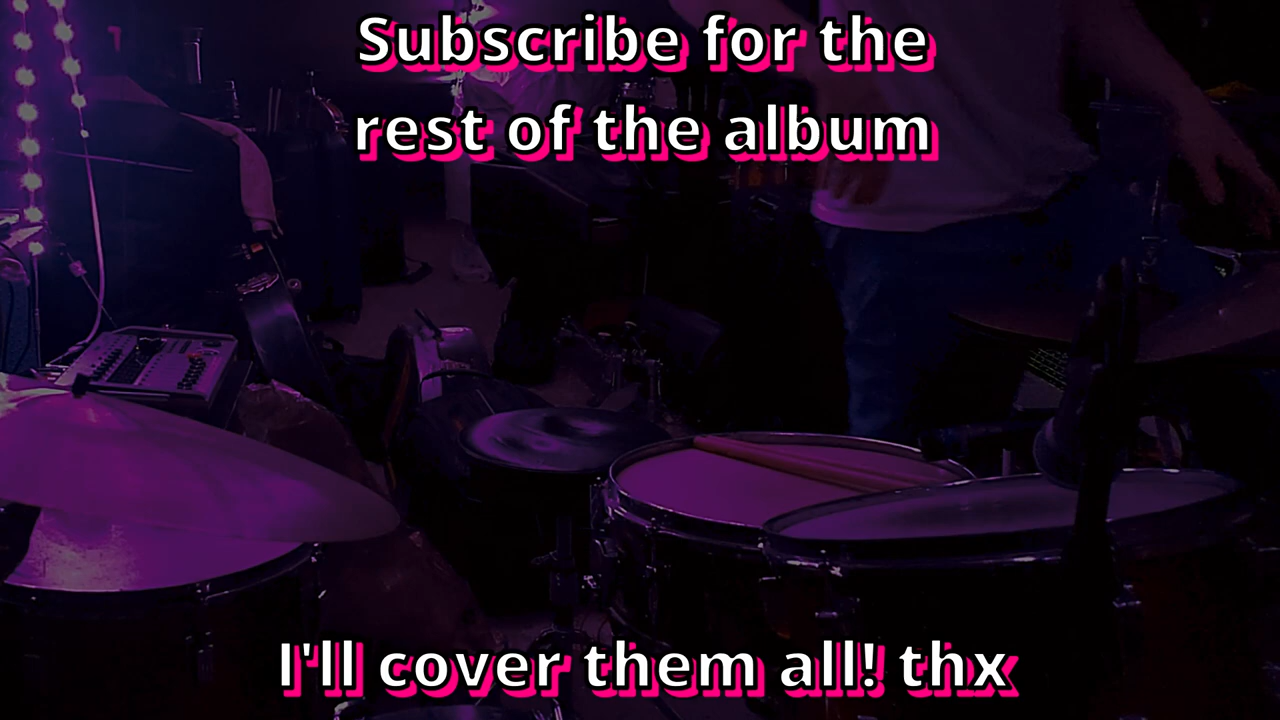 Subscribe for the
rest of the album
I'll cover them all! thx